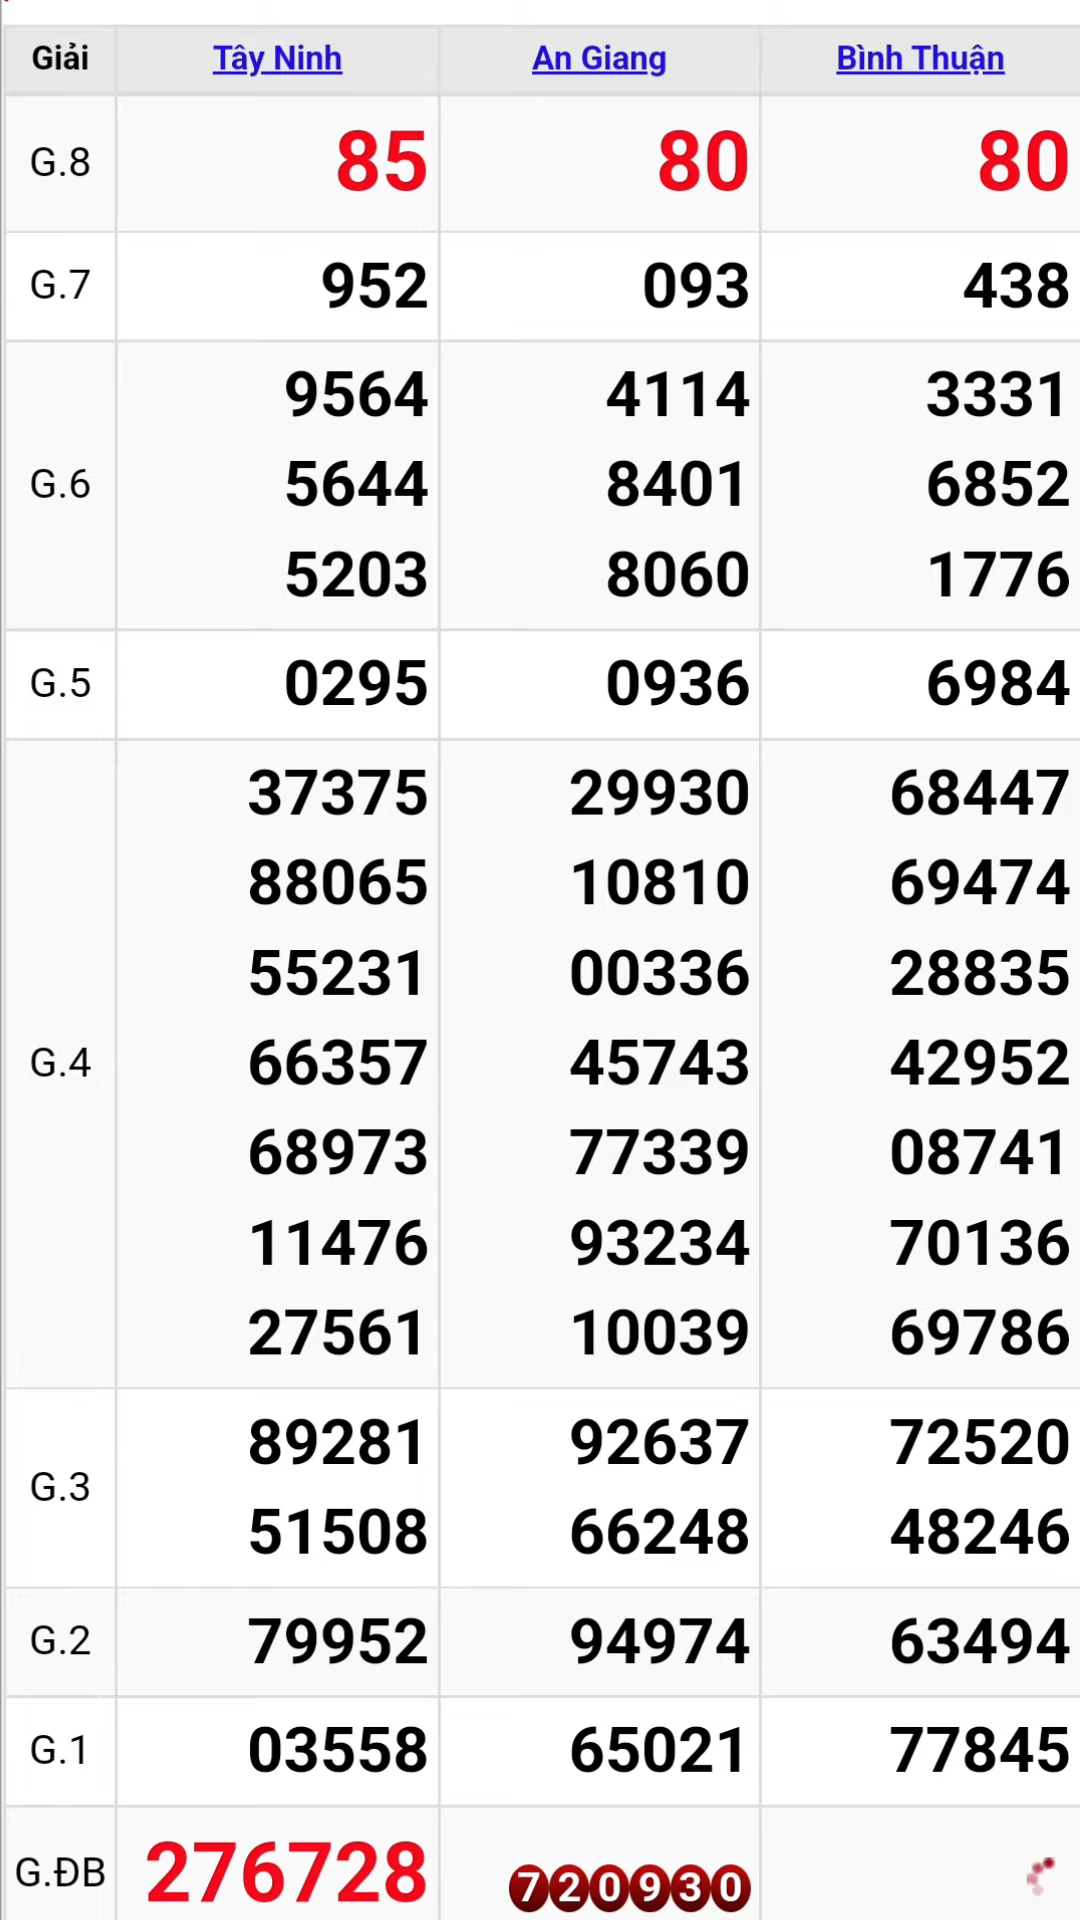 Giải Tây Ninh An Giang Bình Thuận
G.8 85 80 80
G.7 952 093 438
9564 4114 3331
G.6 5644 8401 6852
5203 8060 1776
G.5 0295 0936 6984
37375 29930 68447
88065 10810 69474
55231 00336 28835
G.4 66357 45743 42952
68973 77339 08741
11476 93234 70136
27561 10039 69786
89281 92637 72520
G.3
51508 66248 48246
G.2 79952 94974 63494
G.1 03558 65021 77845
G.ĐB 276728 720930